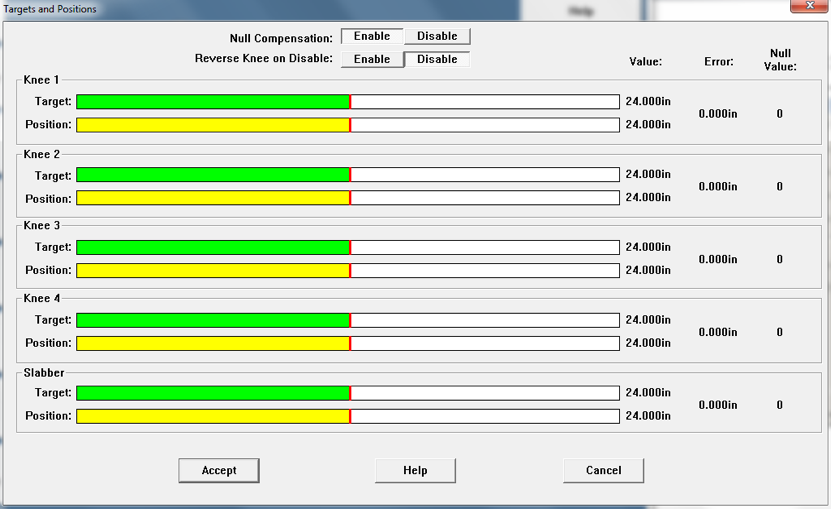 Targets and Positions
Help
Null Compensation: Enable Disable
Reverse Knee on Disable: Enable Disable
Value: Error: Null Value:
Knee 1
Target: 24.000in
0.000in 0
Position: 24.000in
Knee 2
Target: 24.000in
0.000in 0
Position: 24.000in
Knee 3
Target: 24.000in
0.000in 0
Position: 24.000in
Knee 4
Target: 24.000in
0.000in 0
Position: 24.000in
Slabber
Target: 24.000in
0.000in 0
Position: 24.000in
Accept Help Cancel